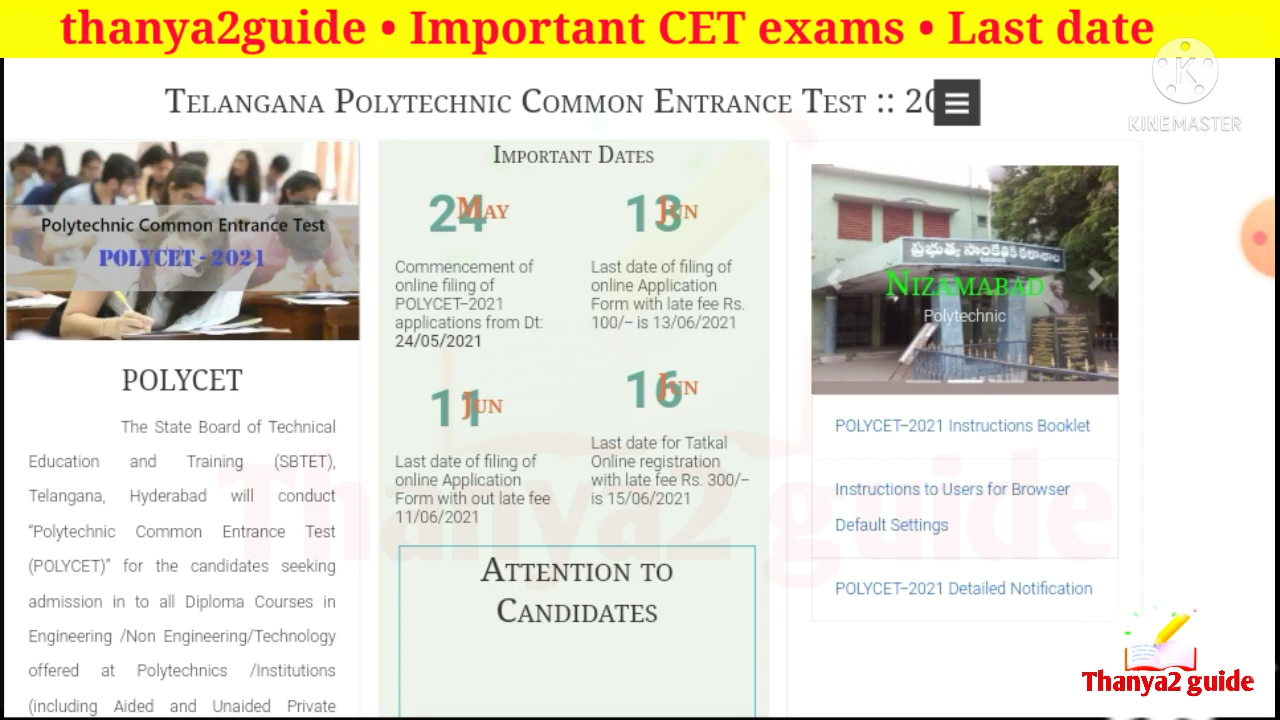 thanya2guide • Important CET exams • Last date
KINEMASTER
Telangana Polytechnic Common Entrance Test :: 20
Polytechnic Common Entrance Test
POLYCET - 2021
POLYCET
The State Board of Technical
Education and Training (SBTET),
Telangana, Hyderabad will conduct
“Polytechnic Common Entrance Test
(POLYCET)” for the candidates seeking
admission in to all Diploma Courses in
Engineering /Non Engineering/Technology
offered at Polytechnics /Institutions
(including Aided and Unaided Private
Important Dates
24 May
Commencement of
online filing of
POLYCET–2021
applications from Dt:
24/05/2021
11 Jun
Last date of filing of
online Application
Form with out late fee
11/06/2021
13 Jun
Last date of filing of
online Application
Form with late fee Rs.
100/– is 13/06/2021
16 Jun
Last date for Tatkal
Online registration
with late fee Rs. 300/–
is 15/06/2021
Attention to
Candidates
ప్రభుత్వ సాంకేతిక కళాశాల
Nizamabad
Polytechnic
POLYCET–2021 Instructions Booklet
Instructions to Users for Browser
Default Settings
POLYCET–2021 Detailed Notification
Thanya2 guide
Thanya2 guide